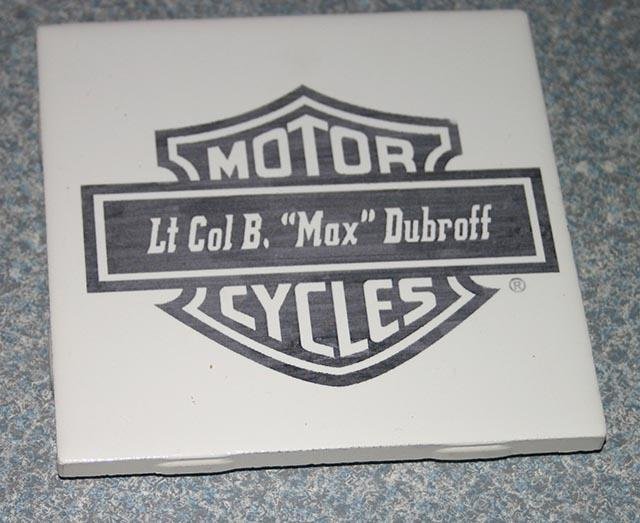 MOTOR
Lt Col B. "Max" Dubroff
CYCLES
®